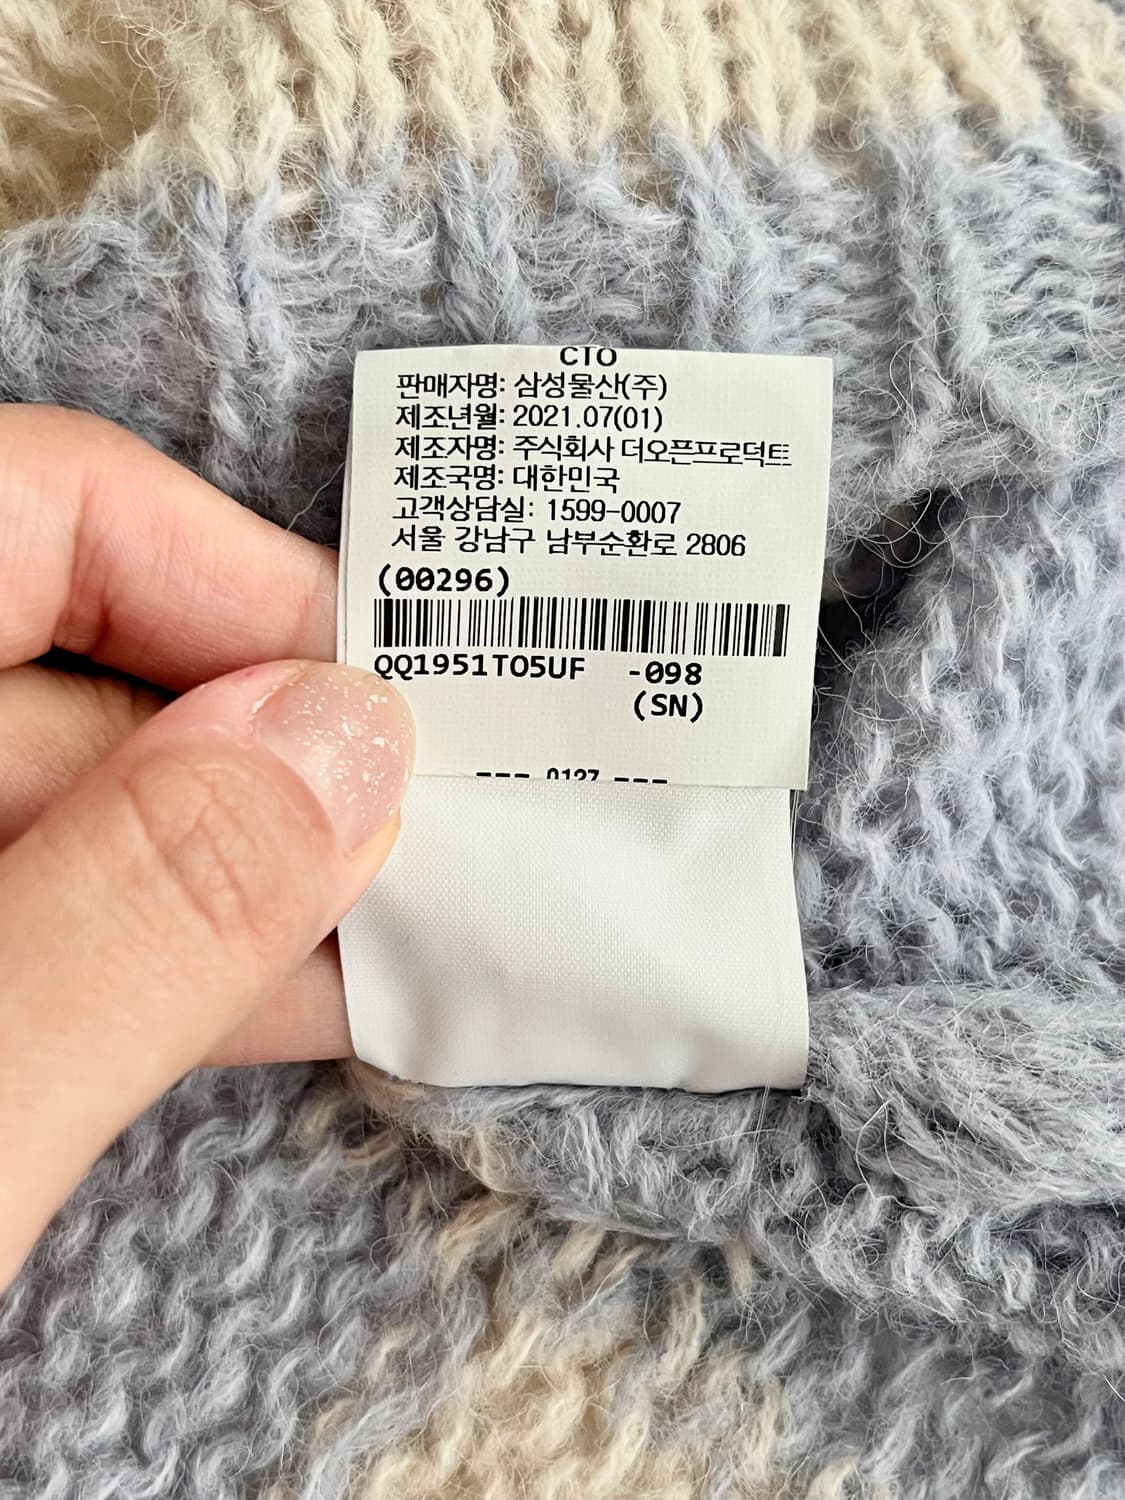 CTO
판매자명: 삼성물산(주)
제조년월: 2021.07(01)
제조자명: 주식회사 더오픈프로덕트
제조국명: 대한민국
고객상담실: 1599-0007
서울 강남구 남부순환로 2806
(00296)
QQ1951TO5UF -098
(SN)
--- 0127 ---